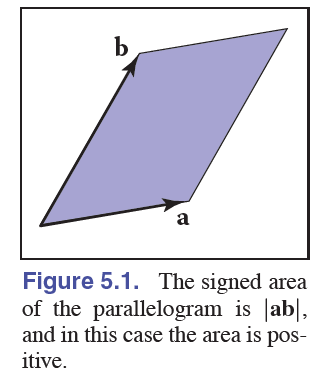 b
a
Figure 5.1. The signed area
of the parallelogram is |ab|,
and in this case the area is pos-
itive.